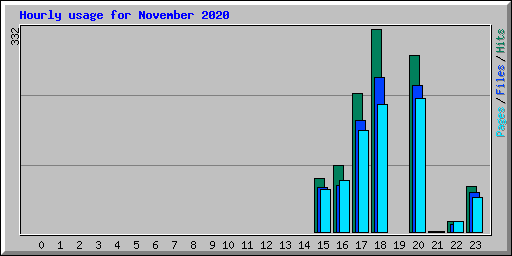 Hourly usage for November 2020
332
Pages/Files/Hits
0 1 2 3 4 5 6 7 8 9 10 11 12 13 14 15 16 17 18 19 20 21 22 23